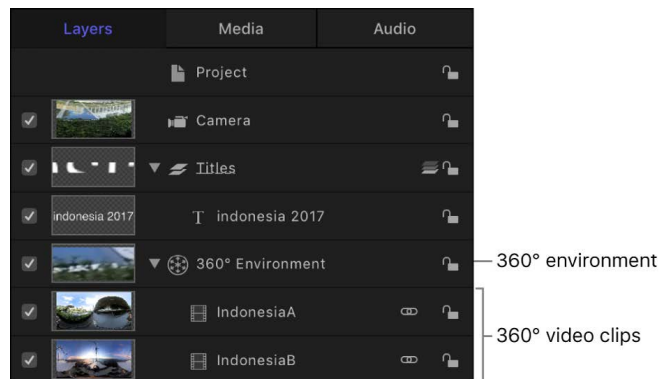 Layers Media Audio
Project
Camera
Titles
indonesia 2017 T indonesia 2017
360° Environment
360° environment
IndonesiaA
360° video clips
IndonesiaB